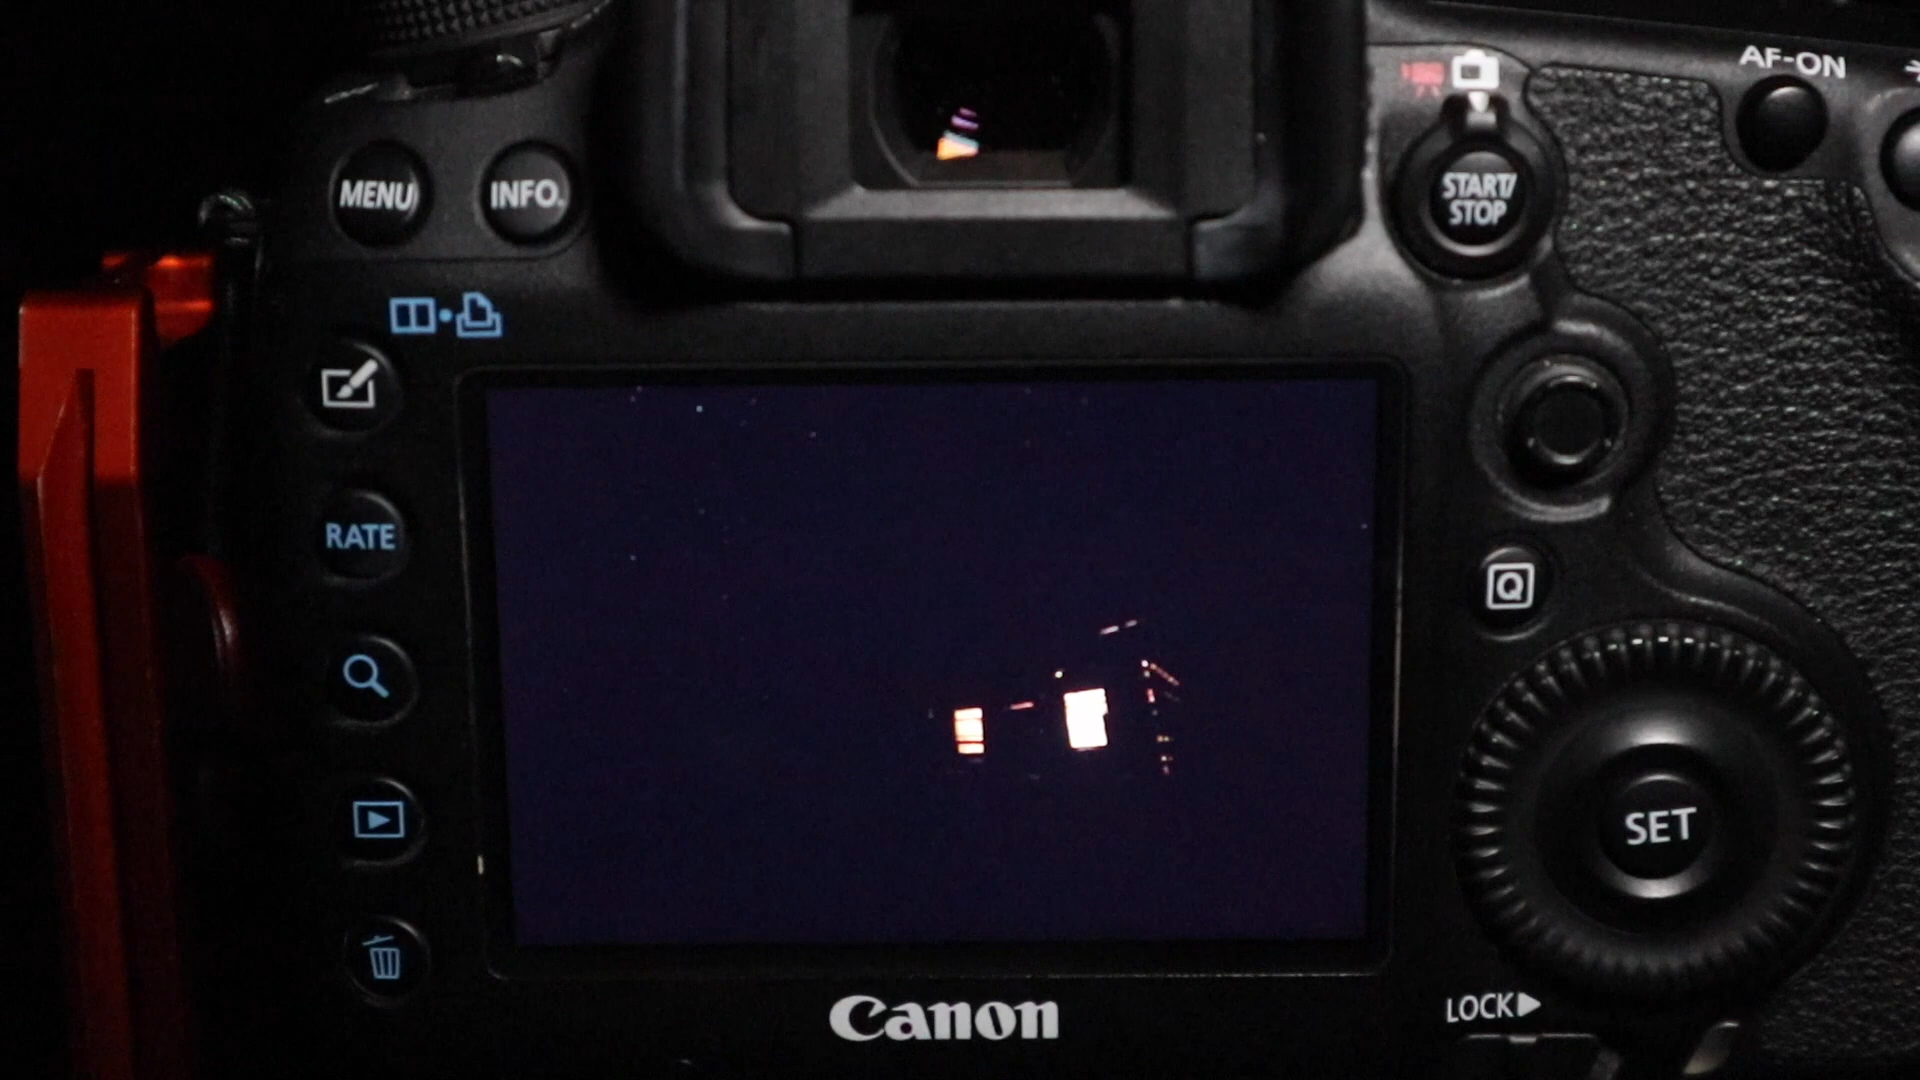 AF-ON
MENU
INFO.
START/
STOP
RATE
Q
SET
LOCK
Canon